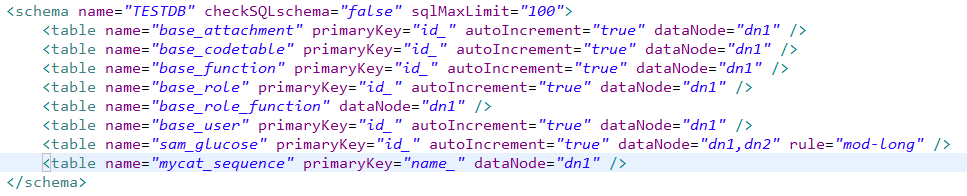 <schema name="TESTDB" checkSQLschema="false" sqlMaxLimit="100">
    <table name="base_attachment" primaryKey="id_" autoIncrement="true" dataNode="dn1" />
    <table name="base_codetable" primaryKey="id_" autoIncrement="true" dataNode="dn1" />
    <table name="base_function" primaryKey="id_" autoIncrement="true" dataNode="dn1" />
    <table name="base_role" primaryKey="id_" autoIncrement="true" dataNode="dn1" />
    <table name="base_role_function" dataNode="dn1" />
    <table name="base_user" primaryKey="id_" autoIncrement="true" dataNode="dn1" />
    <table name="sam_glucose" primaryKey="id_" autoIncrement="true" dataNode="dn1,dn2" rule="mod-long" />
    <table name="mycat_sequence" primaryKey="name_" dataNode="dn1" />
</schema>